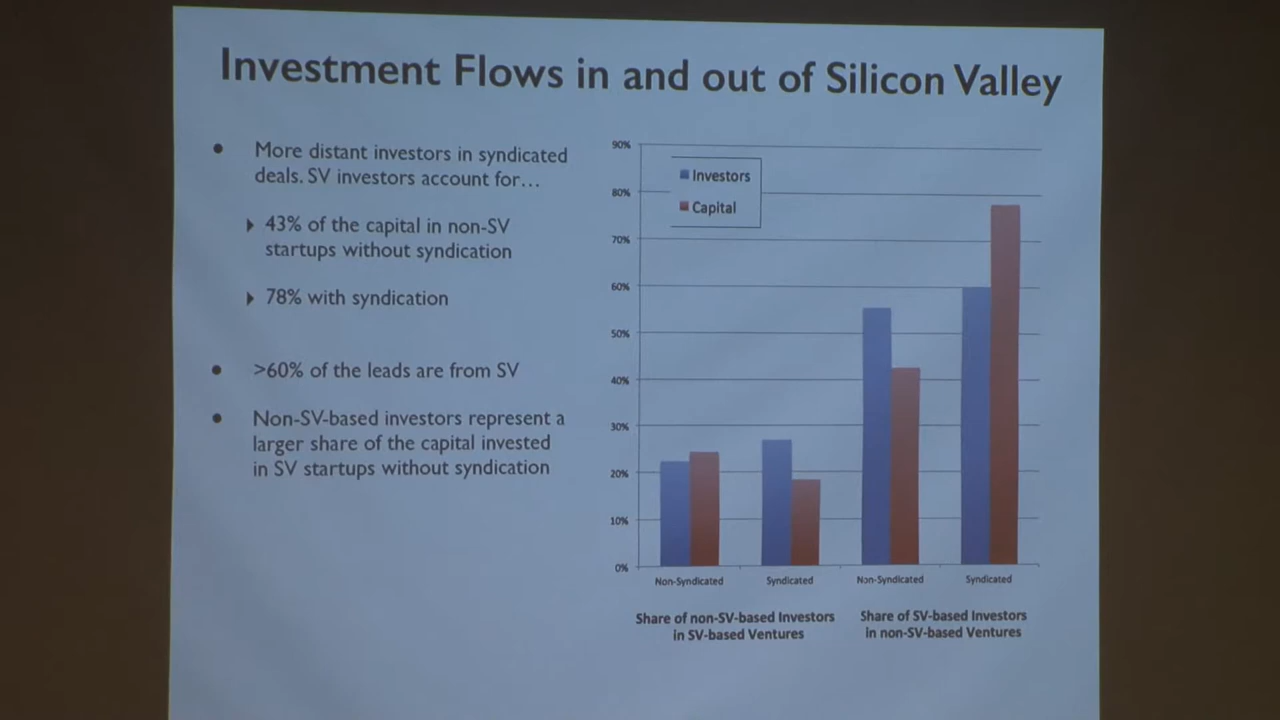 Investment Flows in and out of Silicon Valley
• More distant investors in syndicated
deals. SV investors account for…
43% of the capital in non-SV
startups without syndication
78% with syndication
• >60% of the leads are from SV
• Non-SV-based investors represent a
larger share of the capital invested
in SV startups without syndication
90%
80%
70%
60%
50%
40%
30%
20%
10%
0%
Investors
Capital
Non-Syndicated
Syndicated
Non-Syndicated
Syndicated
Share of non-SV-based Investors
in SV-based Ventures
Share of SV-based Investors
in non-SV-based Ventures